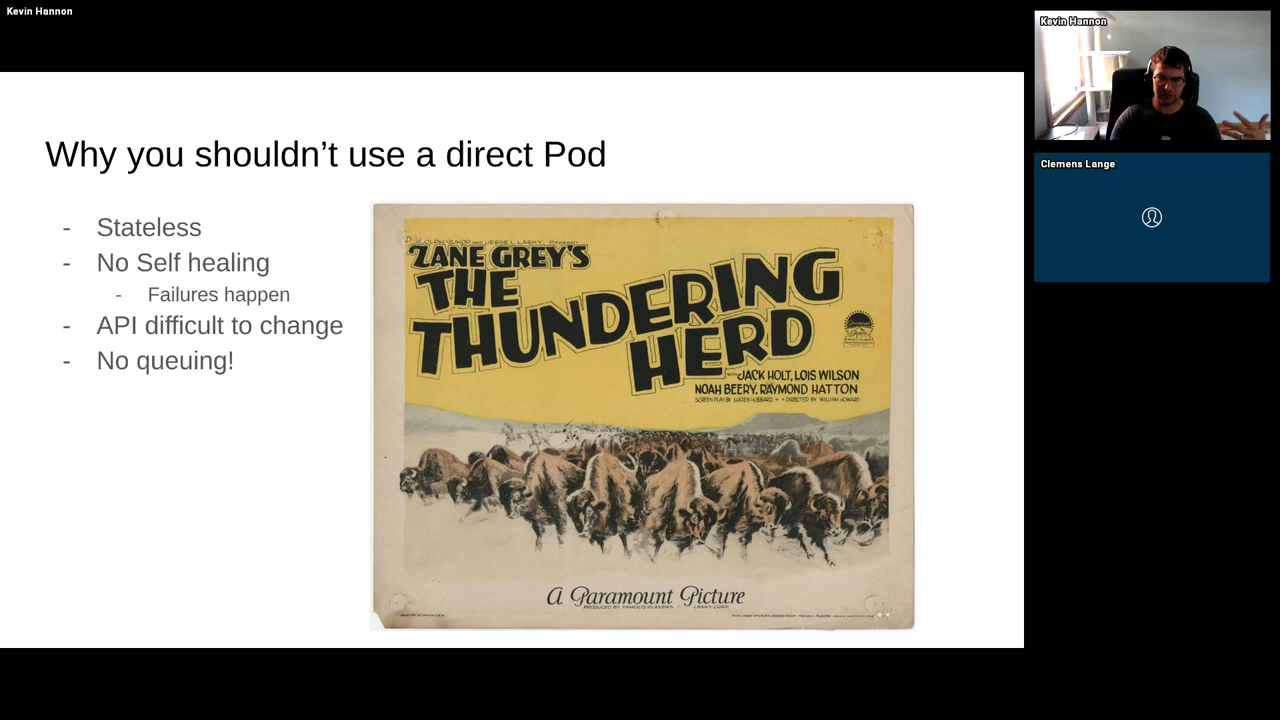 Kevin Hannon
Kevin Hannon
Clemens Lange
Why you shouldn’t use a direct Pod
- Stateless
- No Self healing
- Failures happen
- API difficult to change
- No queuing!
ZANE GREY'S
THE
THUNDERING
HERD
WITH JACK HOLT, LOIS WILSON
NOAH BEERY, RAYMOND HATTON
SCREEN PLAY BY LUCIEN HUBBARD • • DIRECTED BY WILLIAM HOWARD
A Paramount Picture
PRODUCED BY FAMOUS PLAYERS - LASKY CORP.